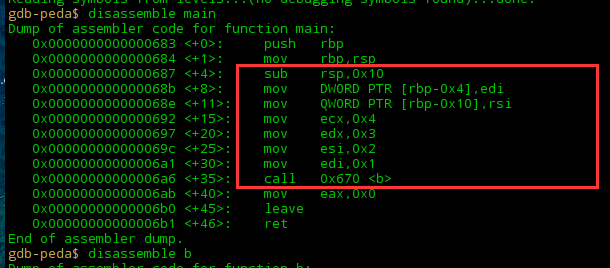 Reading symbols from levels...(no debugging symbols found)...done.
gdb-peda$ disassemble main
Dump of assembler code for function main:
0x0000000000000683 <+0>: push rbp
0x0000000000000684 <+1>: mov rbp,rsp
0x0000000000000687 <+4>: sub rsp,0x10
0x000000000000068b <+8>: mov DWORD PTR [rbp-0x4],edi
0x000000000000068e <+11>: mov QWORD PTR [rbp-0x10],rsi
0x0000000000000692 <+15>: mov ecx,0x4
0x0000000000000697 <+20>: mov edx,0x3
0x000000000000069c <+25>: mov esi,0x2
0x00000000000006a1 <+30>: mov edi,0x1
0x00000000000006a6 <+35>: call 0x670 <b>
0x00000000000006ab <+40>: mov eax,0x0
0x00000000000006b0 <+45>: leave
0x00000000000006b1 <+46>: ret
End of assembler dump.
gdb-peda$ disassemble b
Dump of assembler code for function b: